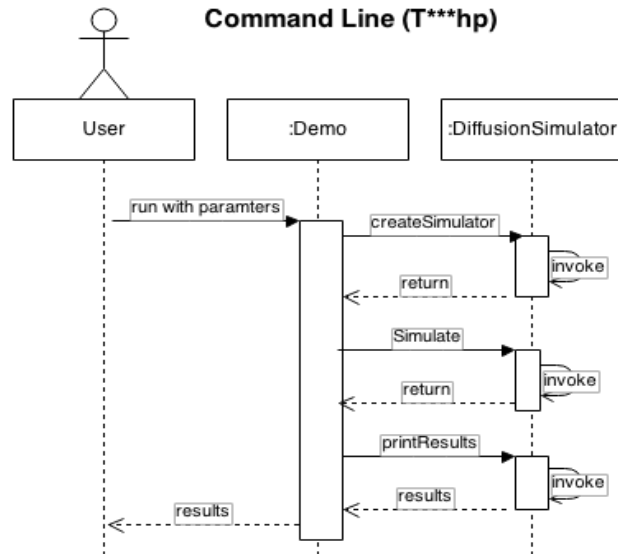 Command Line (T***hp)
User
:Demo
:DiffusionSimulator
run with paramters
createSimulator
invoke
return
Simulate
invoke
return
printResults
invoke
results
results